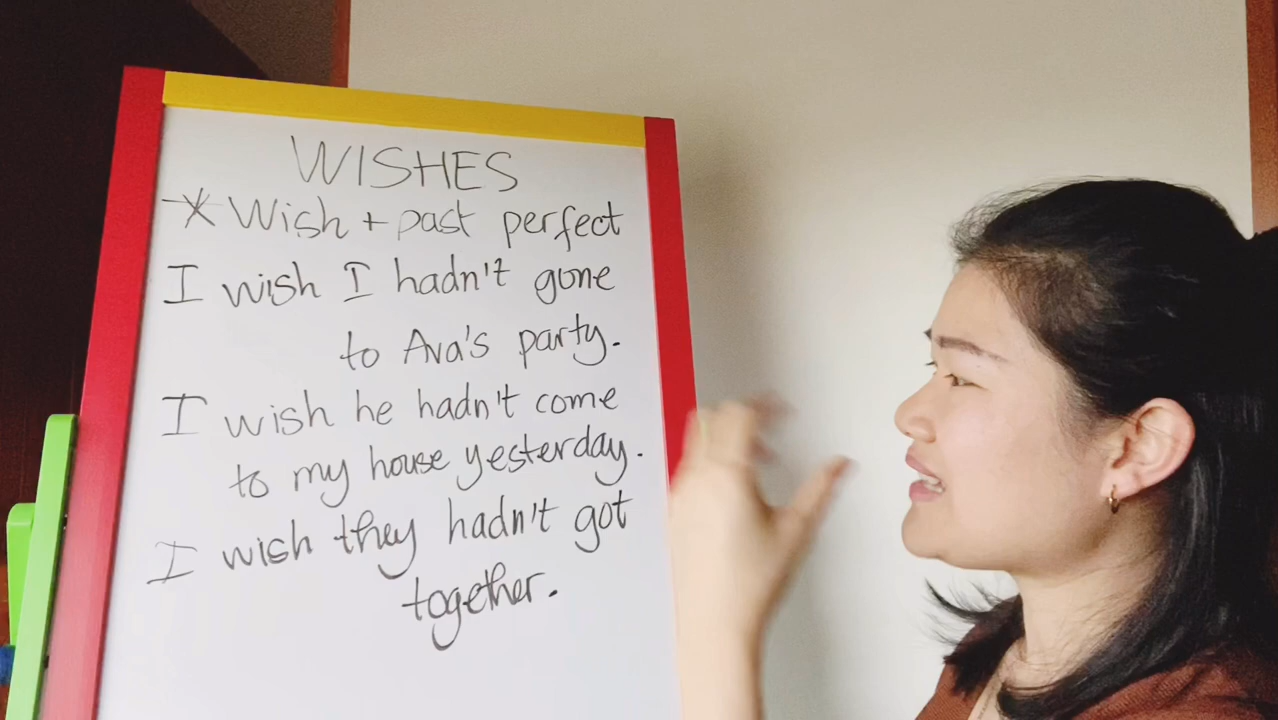 WISHES
* Wish + past perfect
I wish I hadn't gone
to Ava's party.
I wish he hadn't come
to my house yesterday.
I wish they hadn't got
together.